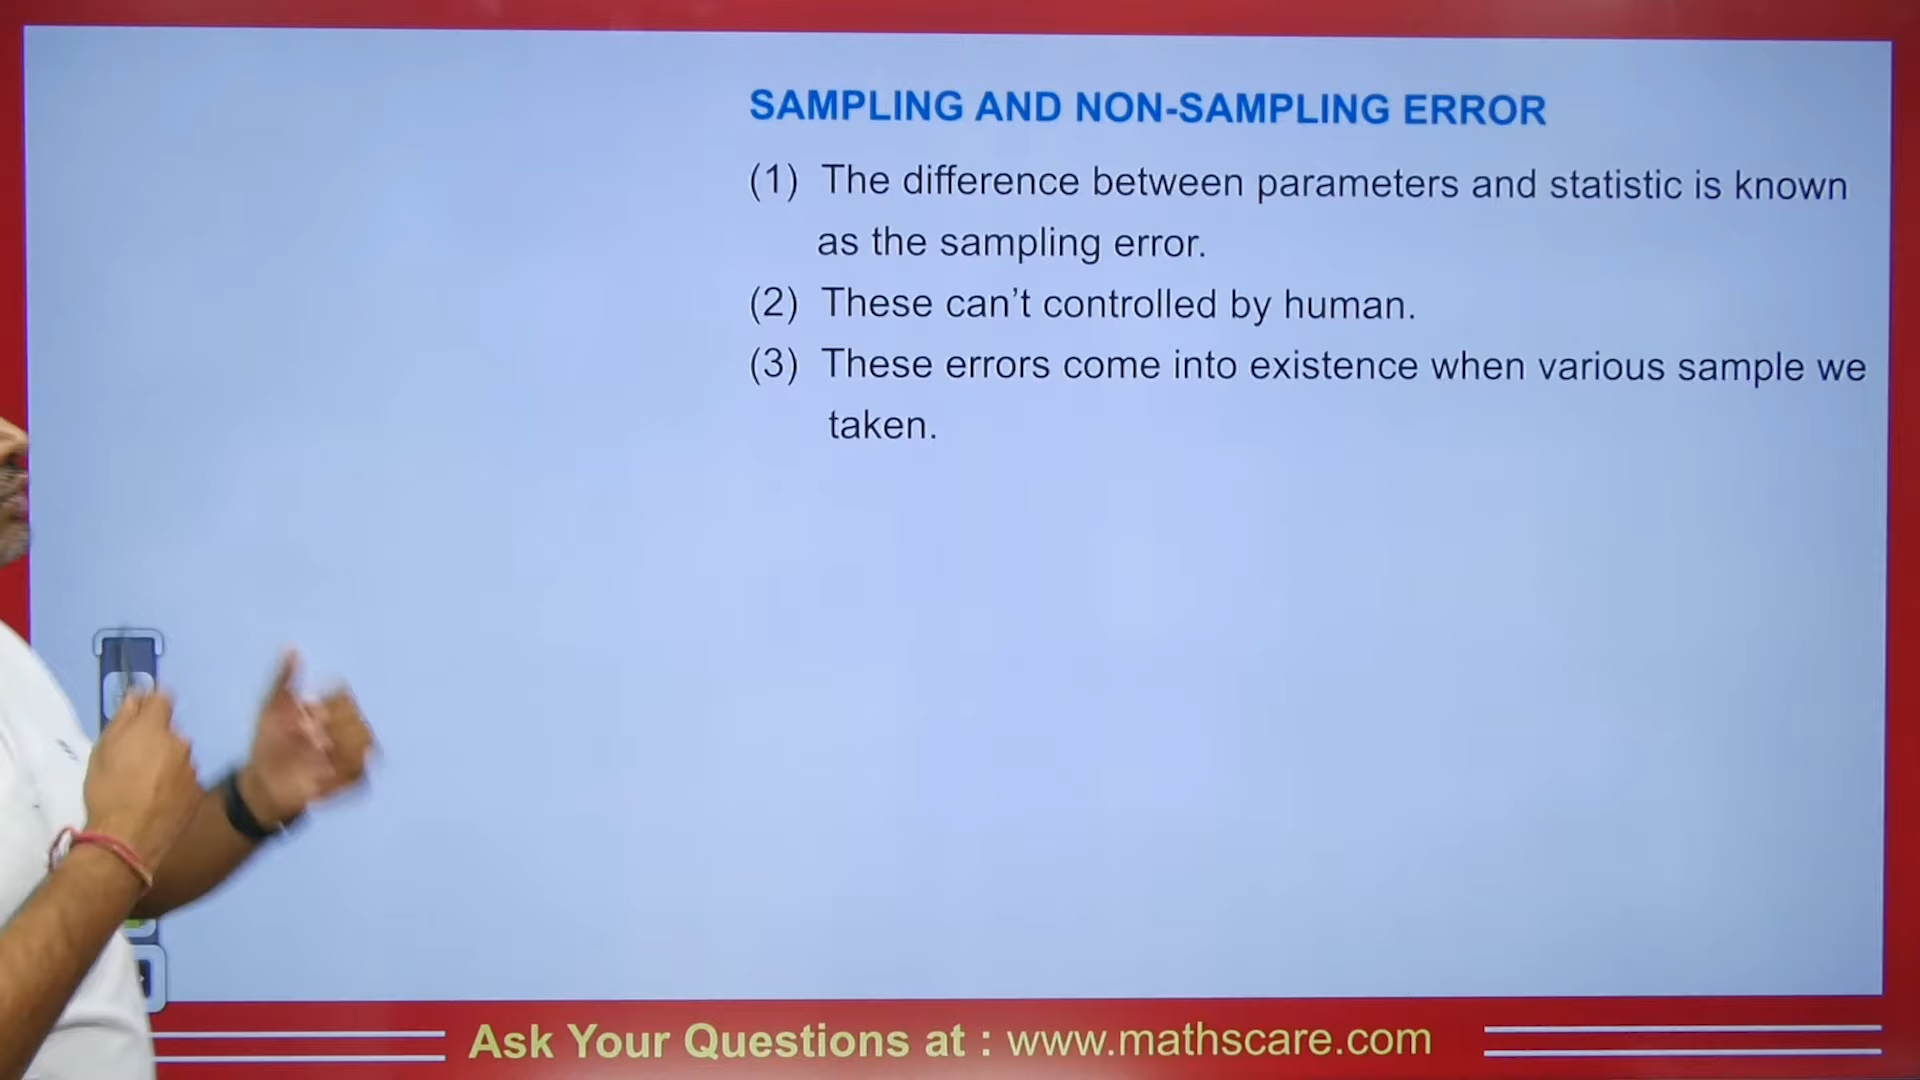 SAMPLING AND NON-SAMPLING ERROR
(1) The difference between parameters and statistic is known
as the sampling error.
(2) These can’t controlled by human.
(3) These errors come into existence when various sample we
taken.
Ask Your Questions at : www.mathscare.com